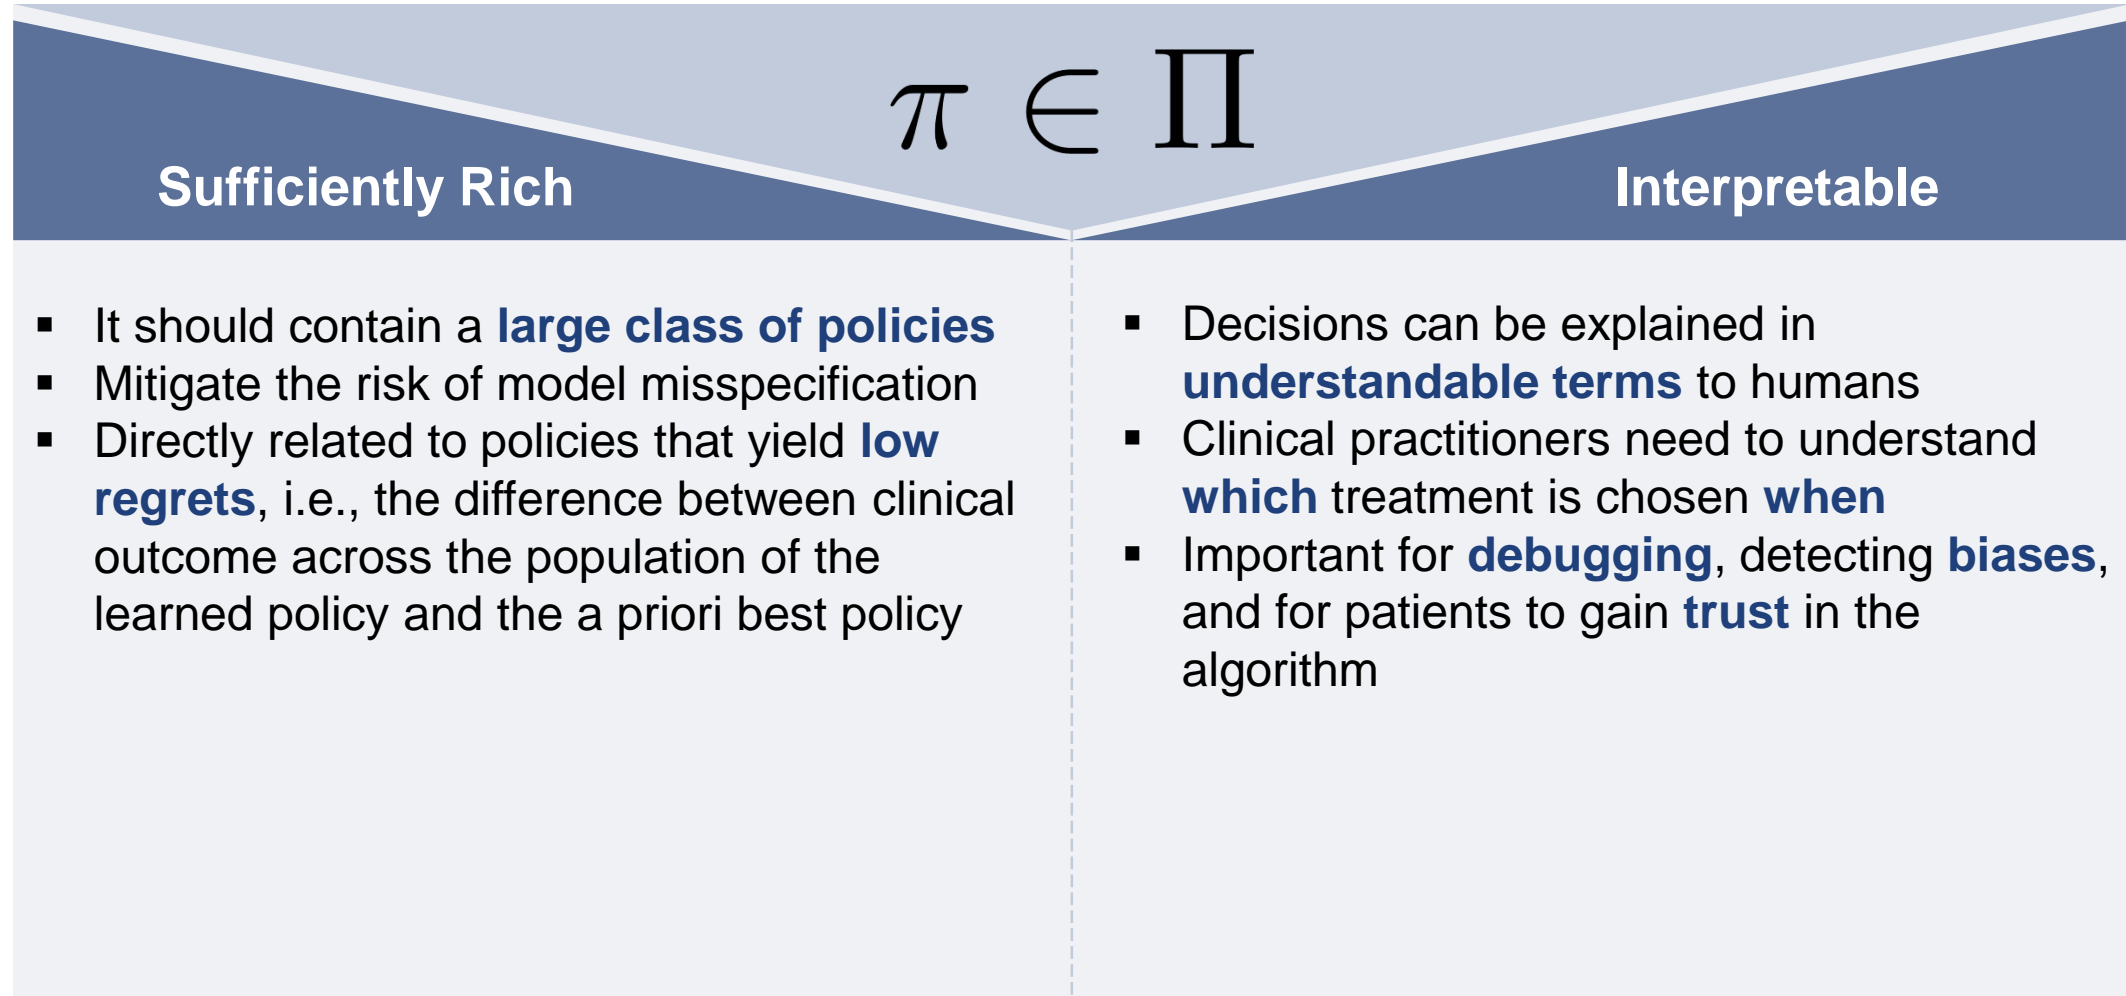 π ∈ Π
Sufficiently Rich
▪ It should contain a large class of policies
▪ Mitigate the risk of model misspecification
▪ Directly related to policies that yield low
regrets, i.e., the difference between clinical
outcome across the population of the
learned policy and the a priori best policy
Interpretable
▪ Decisions can be explained in
understandable terms to humans
▪ Clinical practitioners need to understand
which treatment is chosen when
▪ Important for debugging, detecting biases,
and for patients to gain trust in the
algorithm